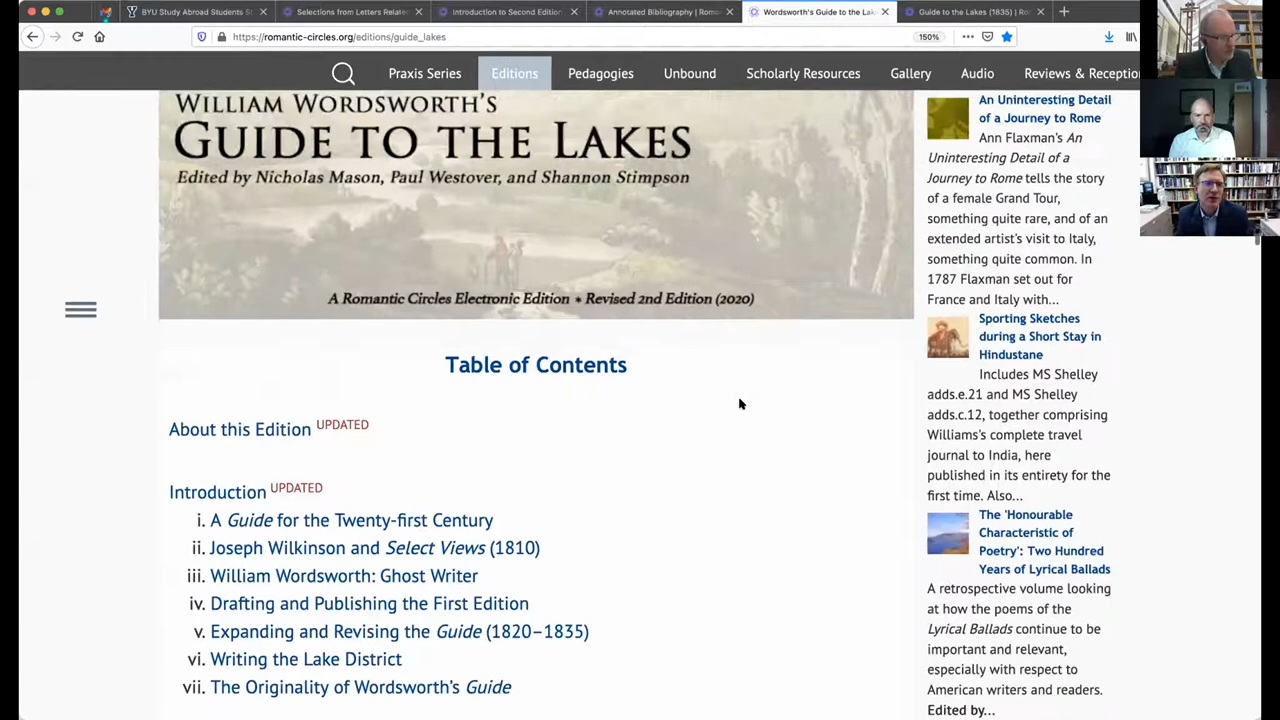 BYU Study Abroad Students S
Selections from Letters Relate
Introduction to Second Edition
Annotated Bibliography | Roma
Wordsworth's Guide to the Lak
Guide to the Lakes (1835) | Ro
https://romantic-circles.org/editions/guide_lakes
150%
Praxis Series
Editions
Pedagogies
Unbound
Scholarly Resources
Gallery
Audio
Reviews & Receptio
WILLIAM WORDSWORTH'S
GUIDE TO THE LAKES
Edited by Nicholas Mason, Paul Westover, and Shannon Stimpson
A Romantic Circles Electronic Edition * Revised 2nd Edition (2020)
Table of Contents
About this Edition UPDATED
Introduction UPDATED
i. A Guide for the Twenty-first Century
ii. Joseph Wilkinson and Select Views (1810)
iii. William Wordsworth: Ghost Writer
iv. Drafting and Publishing the First Edition
v. Expanding and Revising the Guide (1820–1835)
vi. Writing the Lake District
vii. The Originality of Wordsworth's Guide
An Uninteresting Detail
of a Journey to Rome
Ann Flaxman's An
Uninteresting Detail of a
Journey to Rome tells the story
of a female Grand Tour,
something quite rare, and of an
extended artist's visit to Italy,
something quite common. In
1787 Flaxman set out for
France and Italy with...
Sporting Sketches
during a Short Stay in
Hindustane
Includes MS Shelley
adds.e.21 and MS Shelley
adds.c.12, together comprising
Williams's complete travel
journal to India, here
published in its entirety for the
first time. Also...
The 'Honourable
Characteristic of
Poetry': Two Hundred
Years of Lyrical Ballads
A retrospective volume looking
at how the poems of the
Lyrical Ballads continue to be
important and relevant,
especially with respect to
American writers and readers.
Edited by...